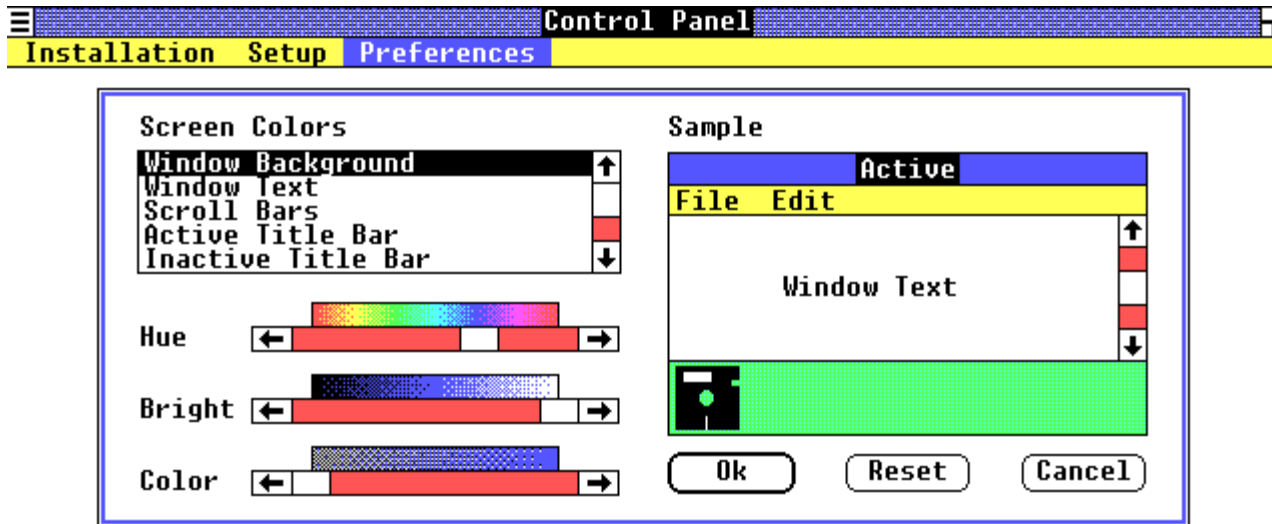 Control Panel
Installation Setup Preferences
Screen Colors
Window Background
Window Text
Scroll Bars
Active Title Bar
Inactive Title Bar
Hue
Bright
Color
Sample
Active
File Edit
Window Text
Ok Reset Cancel